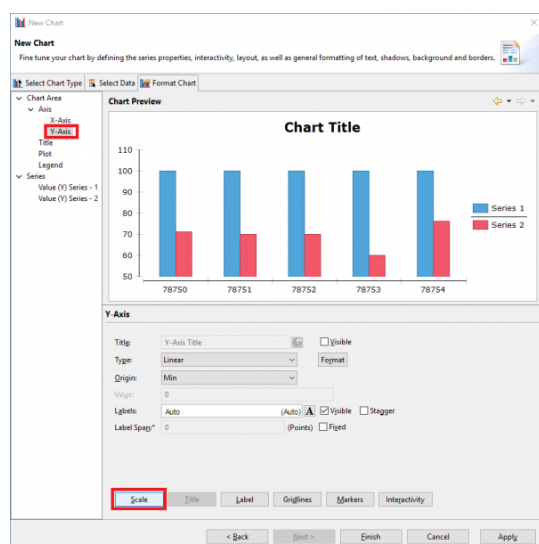 New Chart
New Chart
Fine tune your chart by defining the series properties, interactivity, layout, as well as general formatting of text, shadows, background and borders.
Select Chart Type Select Data Format Chart
Chart Area
Axis
X-Axis
Y-Axis
Title
Plot
Legend
Series
Value (Y) Series - 1
Value (Y) Series - 2
Chart Preview
Chart Title
110
100
90
80
70
60
50
78750 78751 78752 78753 78754
Series 1
Series 2
Y-Axis
Title: Y-Axis Title Visible
Type: Linear Format
Origin: Min
Value: 0
Labels: Auto (Auto) A Visible Stagger
Label Span:* 0 (Points) Fixed
Scale Title Label Gridlines Markers Interactivity
< Back Next > Finish Cancel Apply